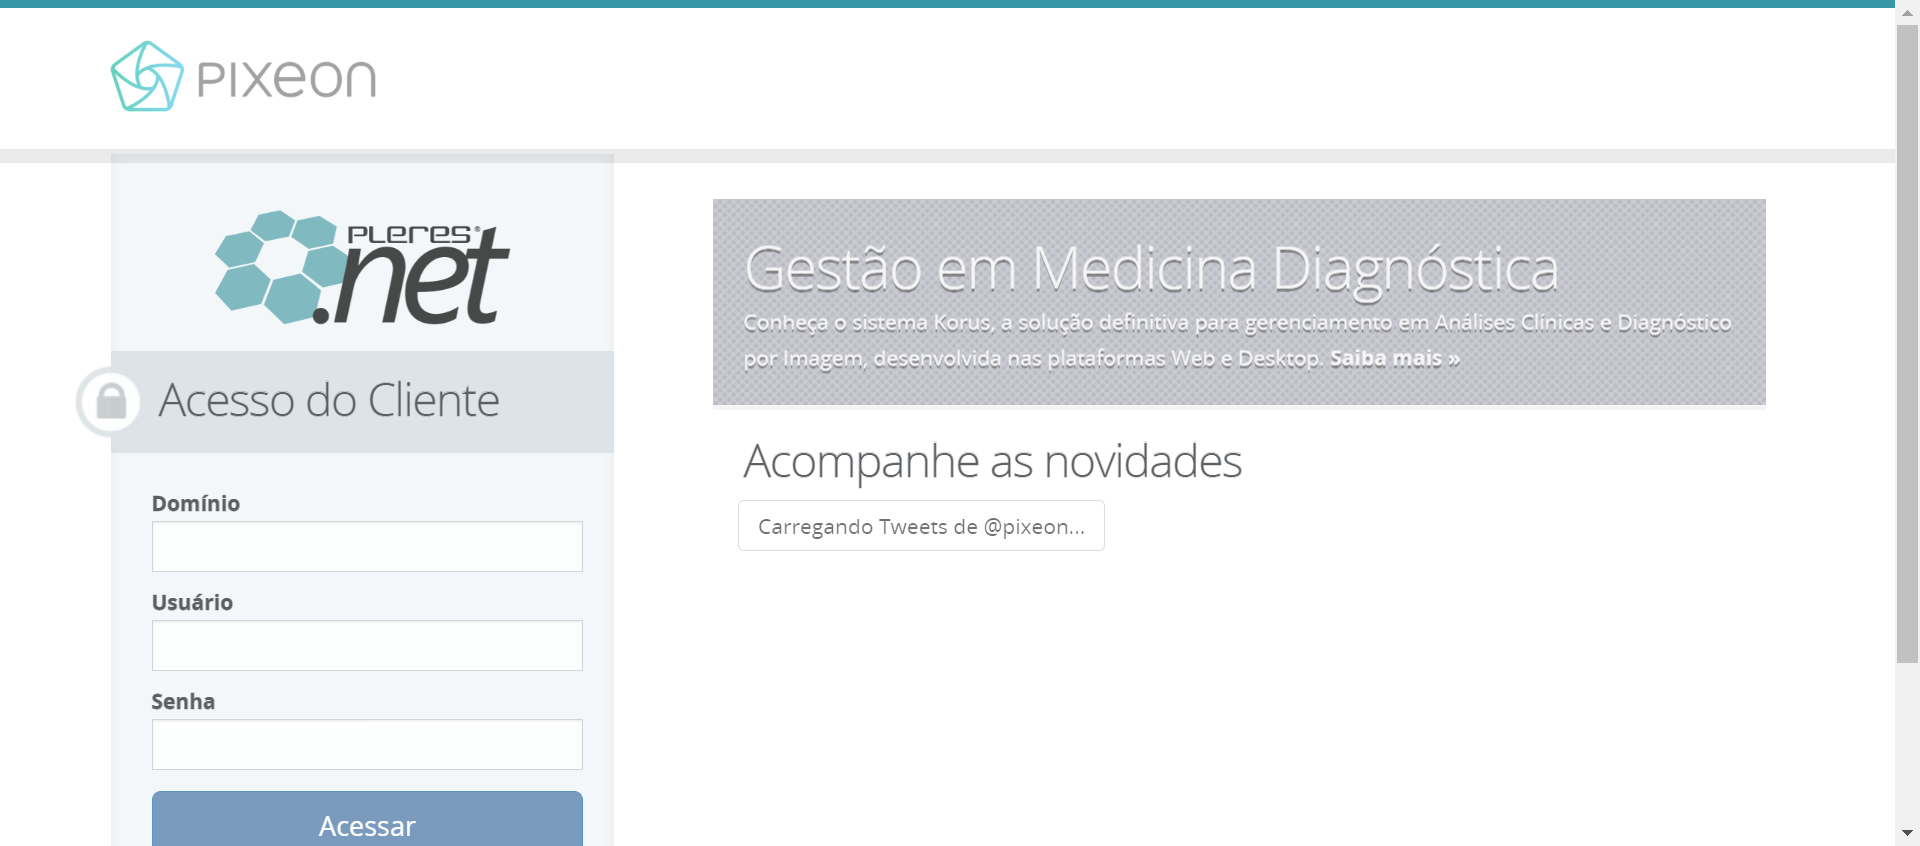 pixeon
PLERES®
.net
Acesso do Cliente
Domínio
Usuário
Senha
Acessar
Gestão em Medicina Diagnóstica
Conheça o sistema Korus, a solução definitiva para gerenciamento em Análises Clínicas e Diagnóstico
por Imagem, desenvolvida nas plataformas Web e Desktop. Saiba mais »
Acompanhe as novidades
Carregando Tweets de @pixeon...